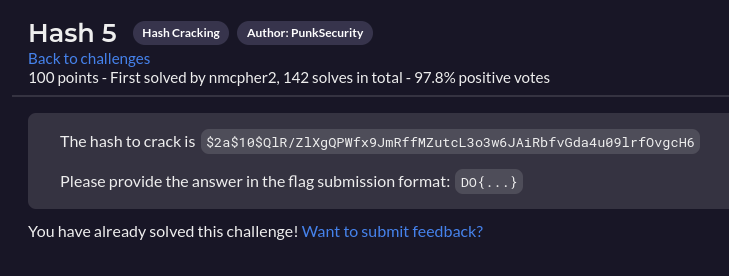 Hash 5 Hash Cracking Author: PunkSecurity
Back to challenges
100 points - First solved by nmcpher2, 142 solves in total - 97.8% positive votes
The hash to crack is $2a$10$QlR/ZlXgQPWfx9JmRffMZutcL3o3w6JAiRbfvGda4u09lrfOvgcH6
Please provide the answer in the flag submission format: DO{...}
You have already solved this challenge! Want to submit feedback?